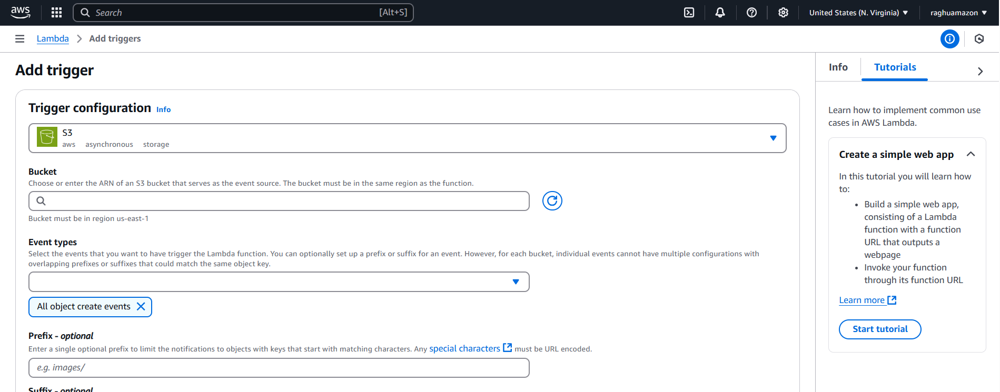 aws
Search [Alt+S]
United States (N. Virginia)
raghuamazon
Lambda Add triggers
Add trigger
Trigger configuration Info
S3
aws asynchronous storage
Bucket
Choose or enter the ARN of an S3 bucket that serves as the event source. The bucket must be in the same region as the function.
Bucket must be in region us-east-1
Event types
Select the events that you want to have trigger the Lambda function. You can optionally set up a prefix or suffix for an event. However, for each bucket, individual events cannot have multiple configurations with
overlapping prefixes or suffixes that could match the same object key.
All object create events
Prefix - optional
Enter a single optional prefix to limit the notifications to objects with keys that start with matching characters. Any special characters must be URL encoded.
e.g. images/
Suffix - optional
Info Tutorials
Learn how to implement common use
cases in AWS Lambda.
Create a simple web app
In this tutorial you will learn how
to:
• Build a simple web app,
consisting of a Lambda
function with a function
URL that outputs a
webpage
• Invoke your function
through its function URL
Learn more
Start tutorial